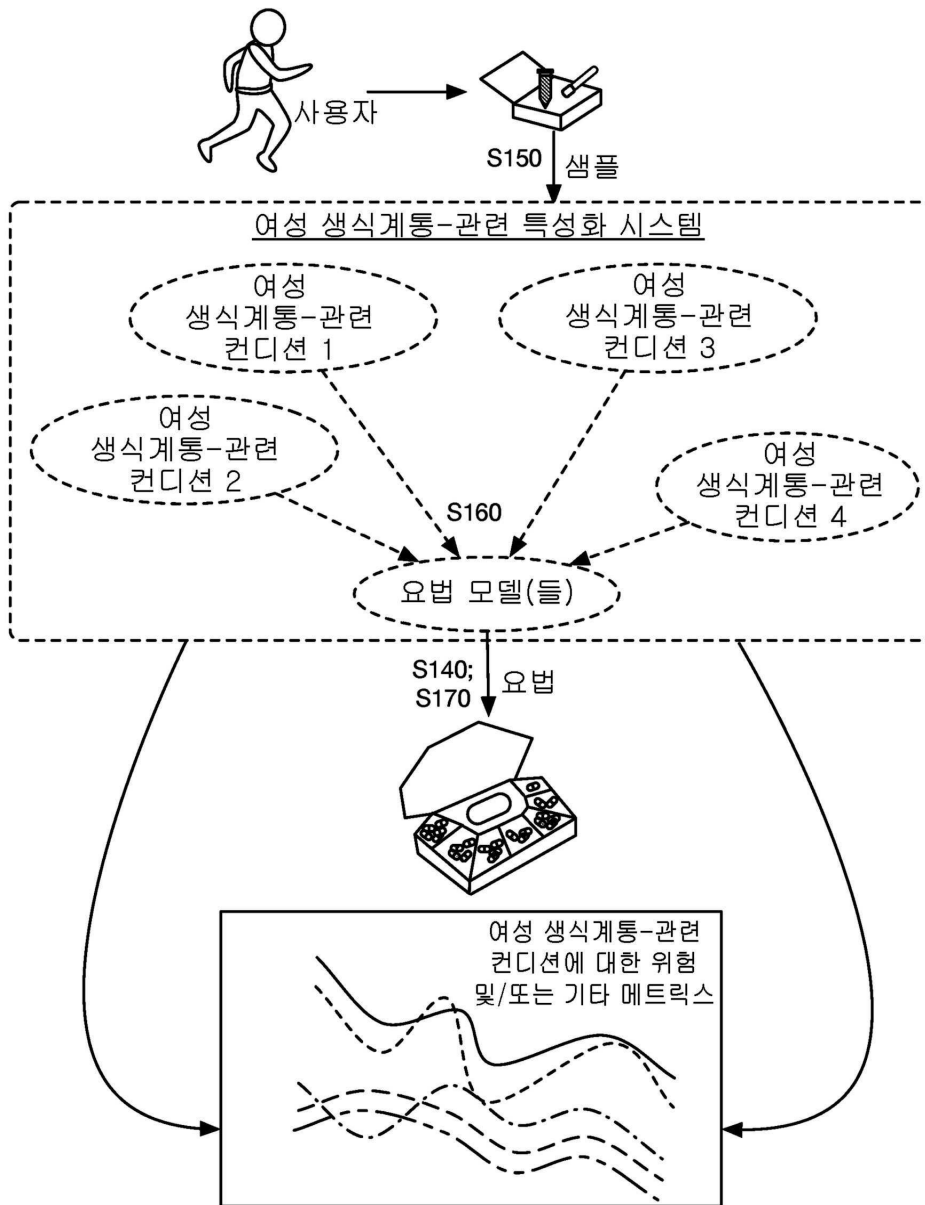 사용자
S150
샘플
여성 생식계통-관련 특성화 시스템
여성
생식계통-관련
컨디션 1
여성
생식계통-관련
컨디션 3
여성
생식계통-관련
컨디션 2
여성
생식계통-관련
컨디션 4
S160
요법 모델(들)
S140;
S170
요법
여성 생식계통-관련
컨디션에 대한 위험
및/또는 기타 메트릭스